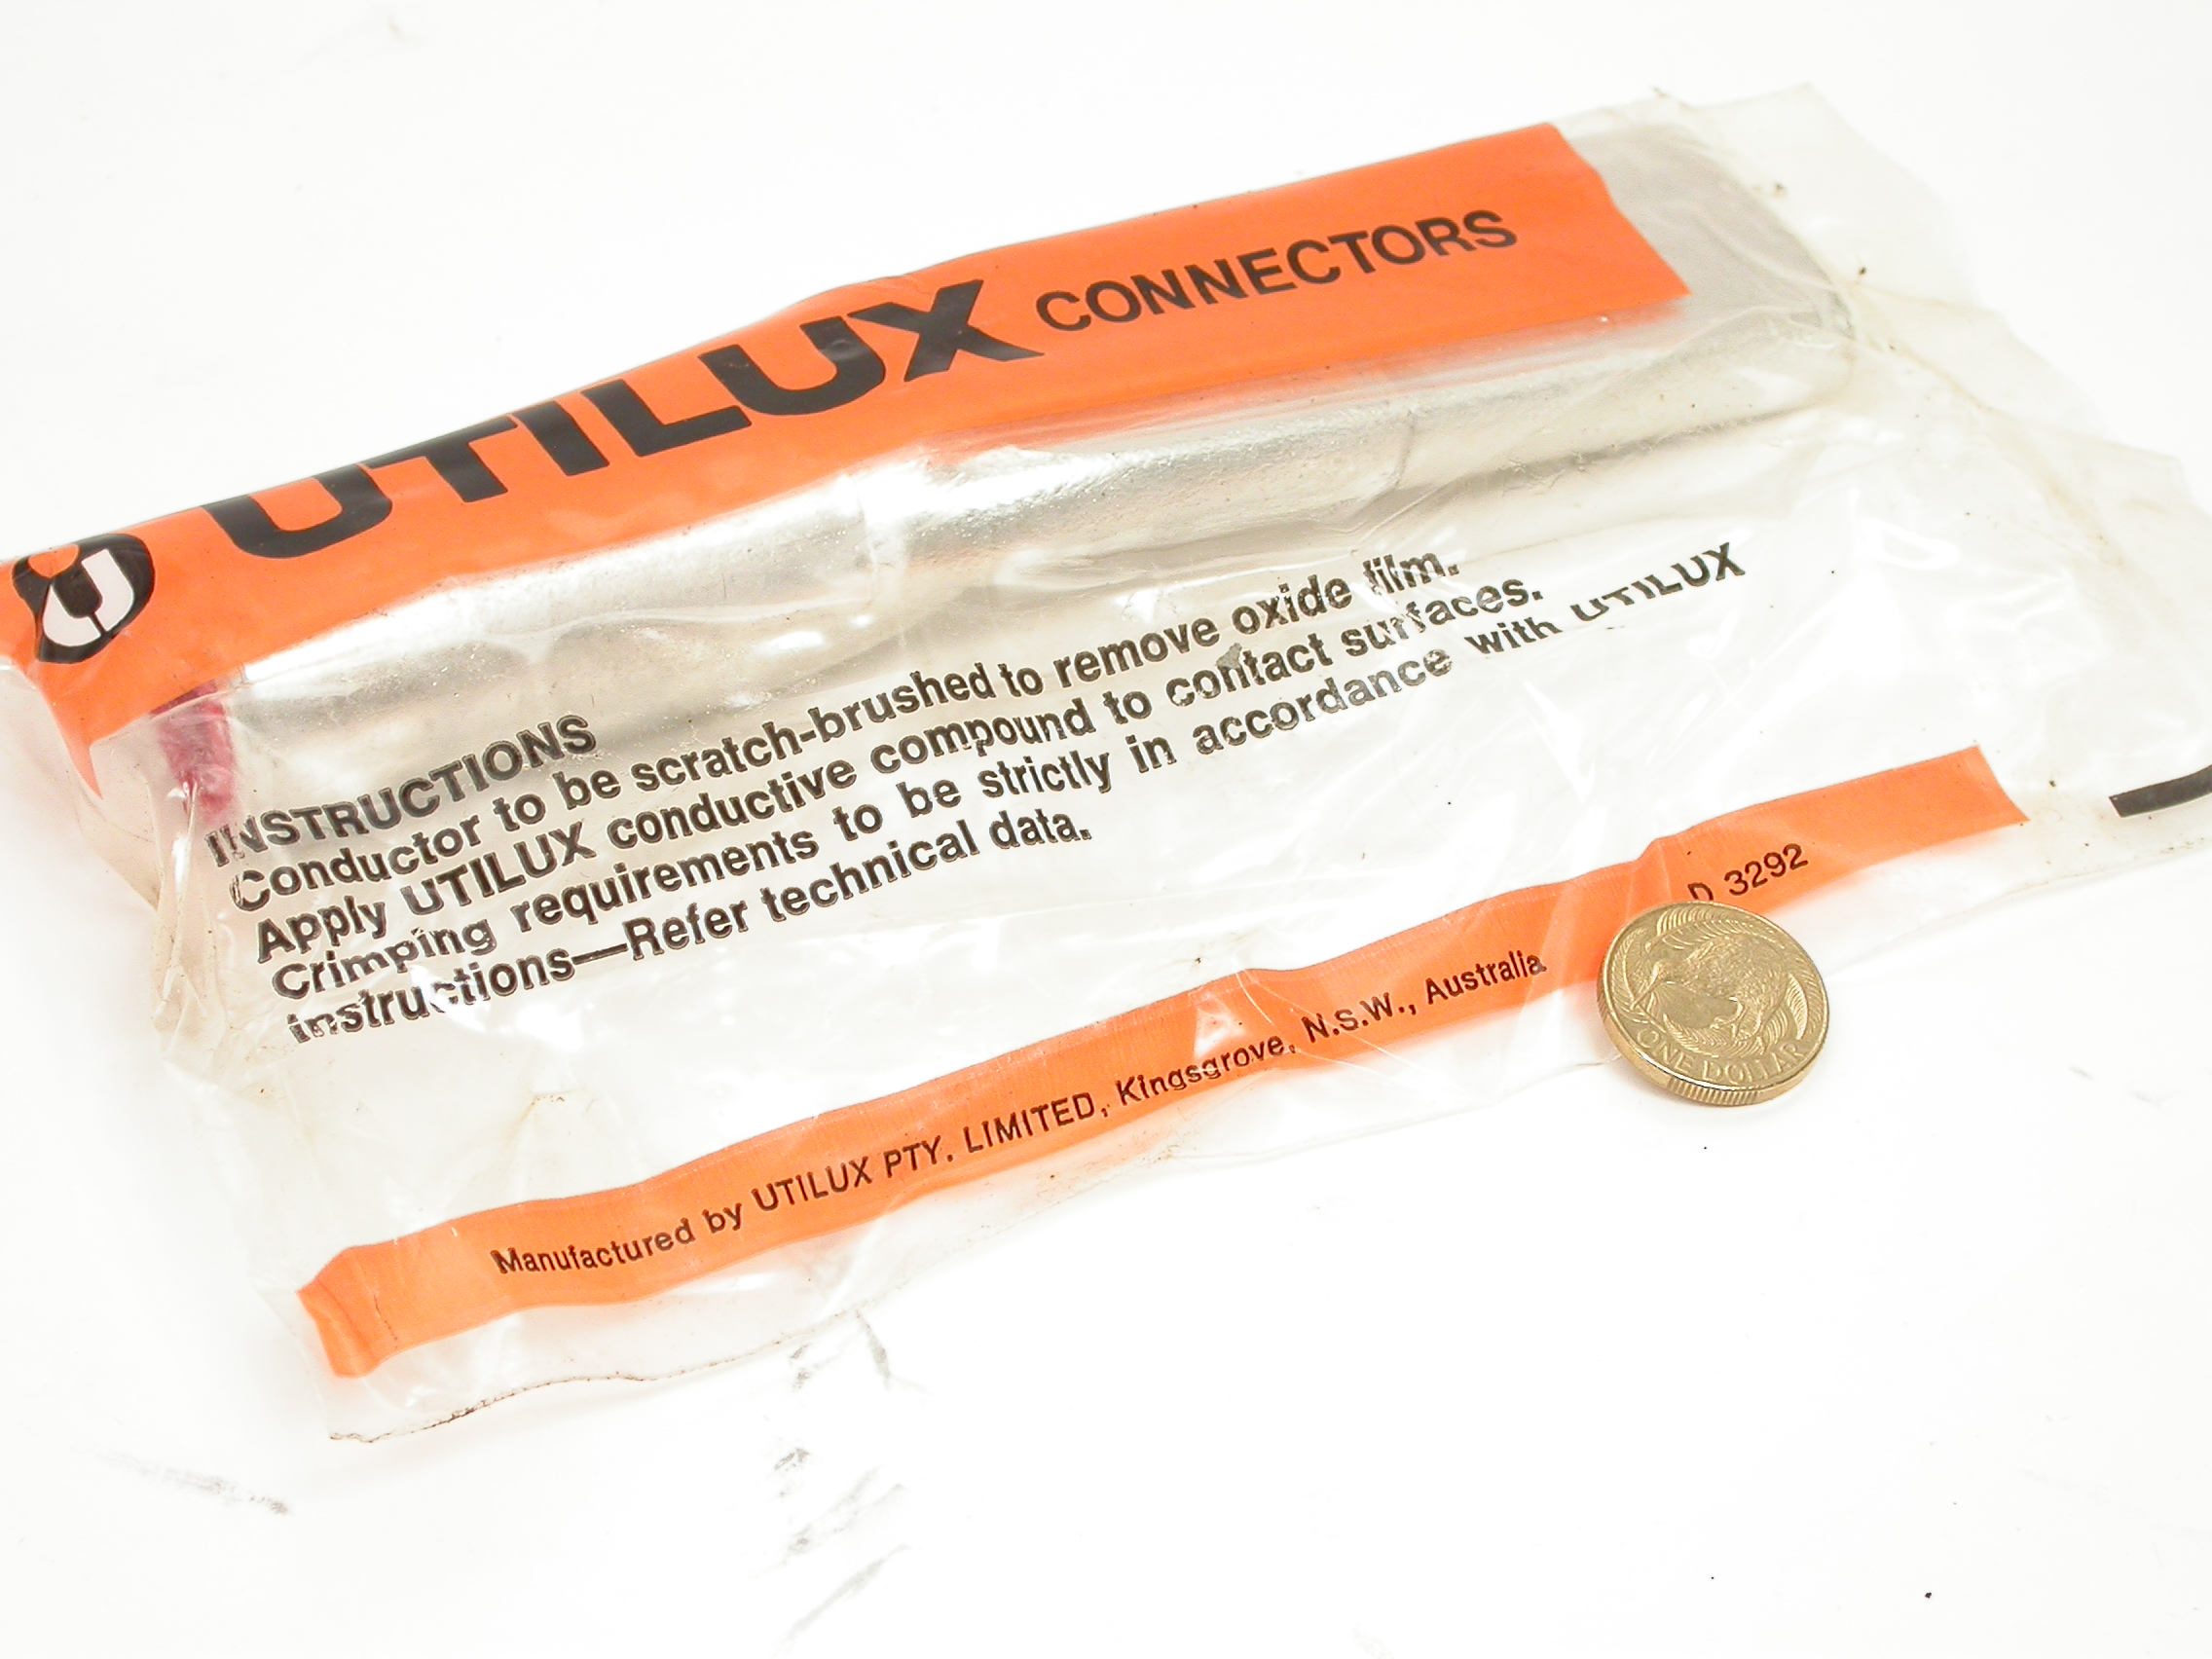 UTILUX CONNECTORS
INSTRUCTIONS
Conductor to be scratch-brushed to remove oxide film.
Apply UTILUX conductive compound to contact surfaces.
Crimping requirements to be strictly in accordance with UTILUX
instructions—Refer technical data.
D 3292
Manufactured by UTILUX PTY. LIMITED, Kingsgrove, N.S.W., Australia
ONE DOLLAR